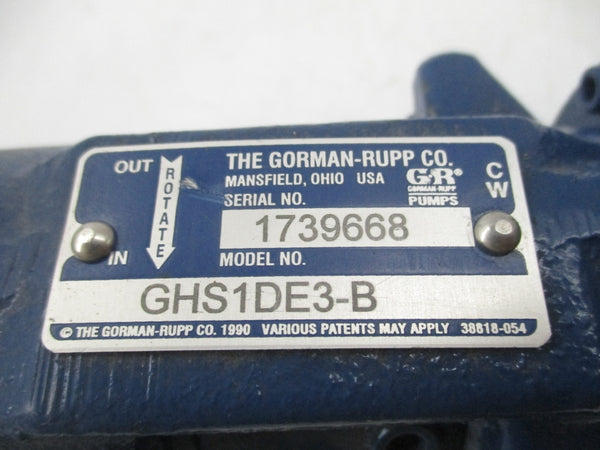 OUT
ROTATE
IN
THE GORMAN-RUPP CO.
MANSFIELD, OHIO USA
GR®
GORMAN-RUPP
PUMPS
CW
SERIAL NO.
1739668
MODEL NO.
GHS1DE3-B
© THE GORMAN-RUPP CO. 1990 VARIOUS PATENTS MAY APPLY 38818-054